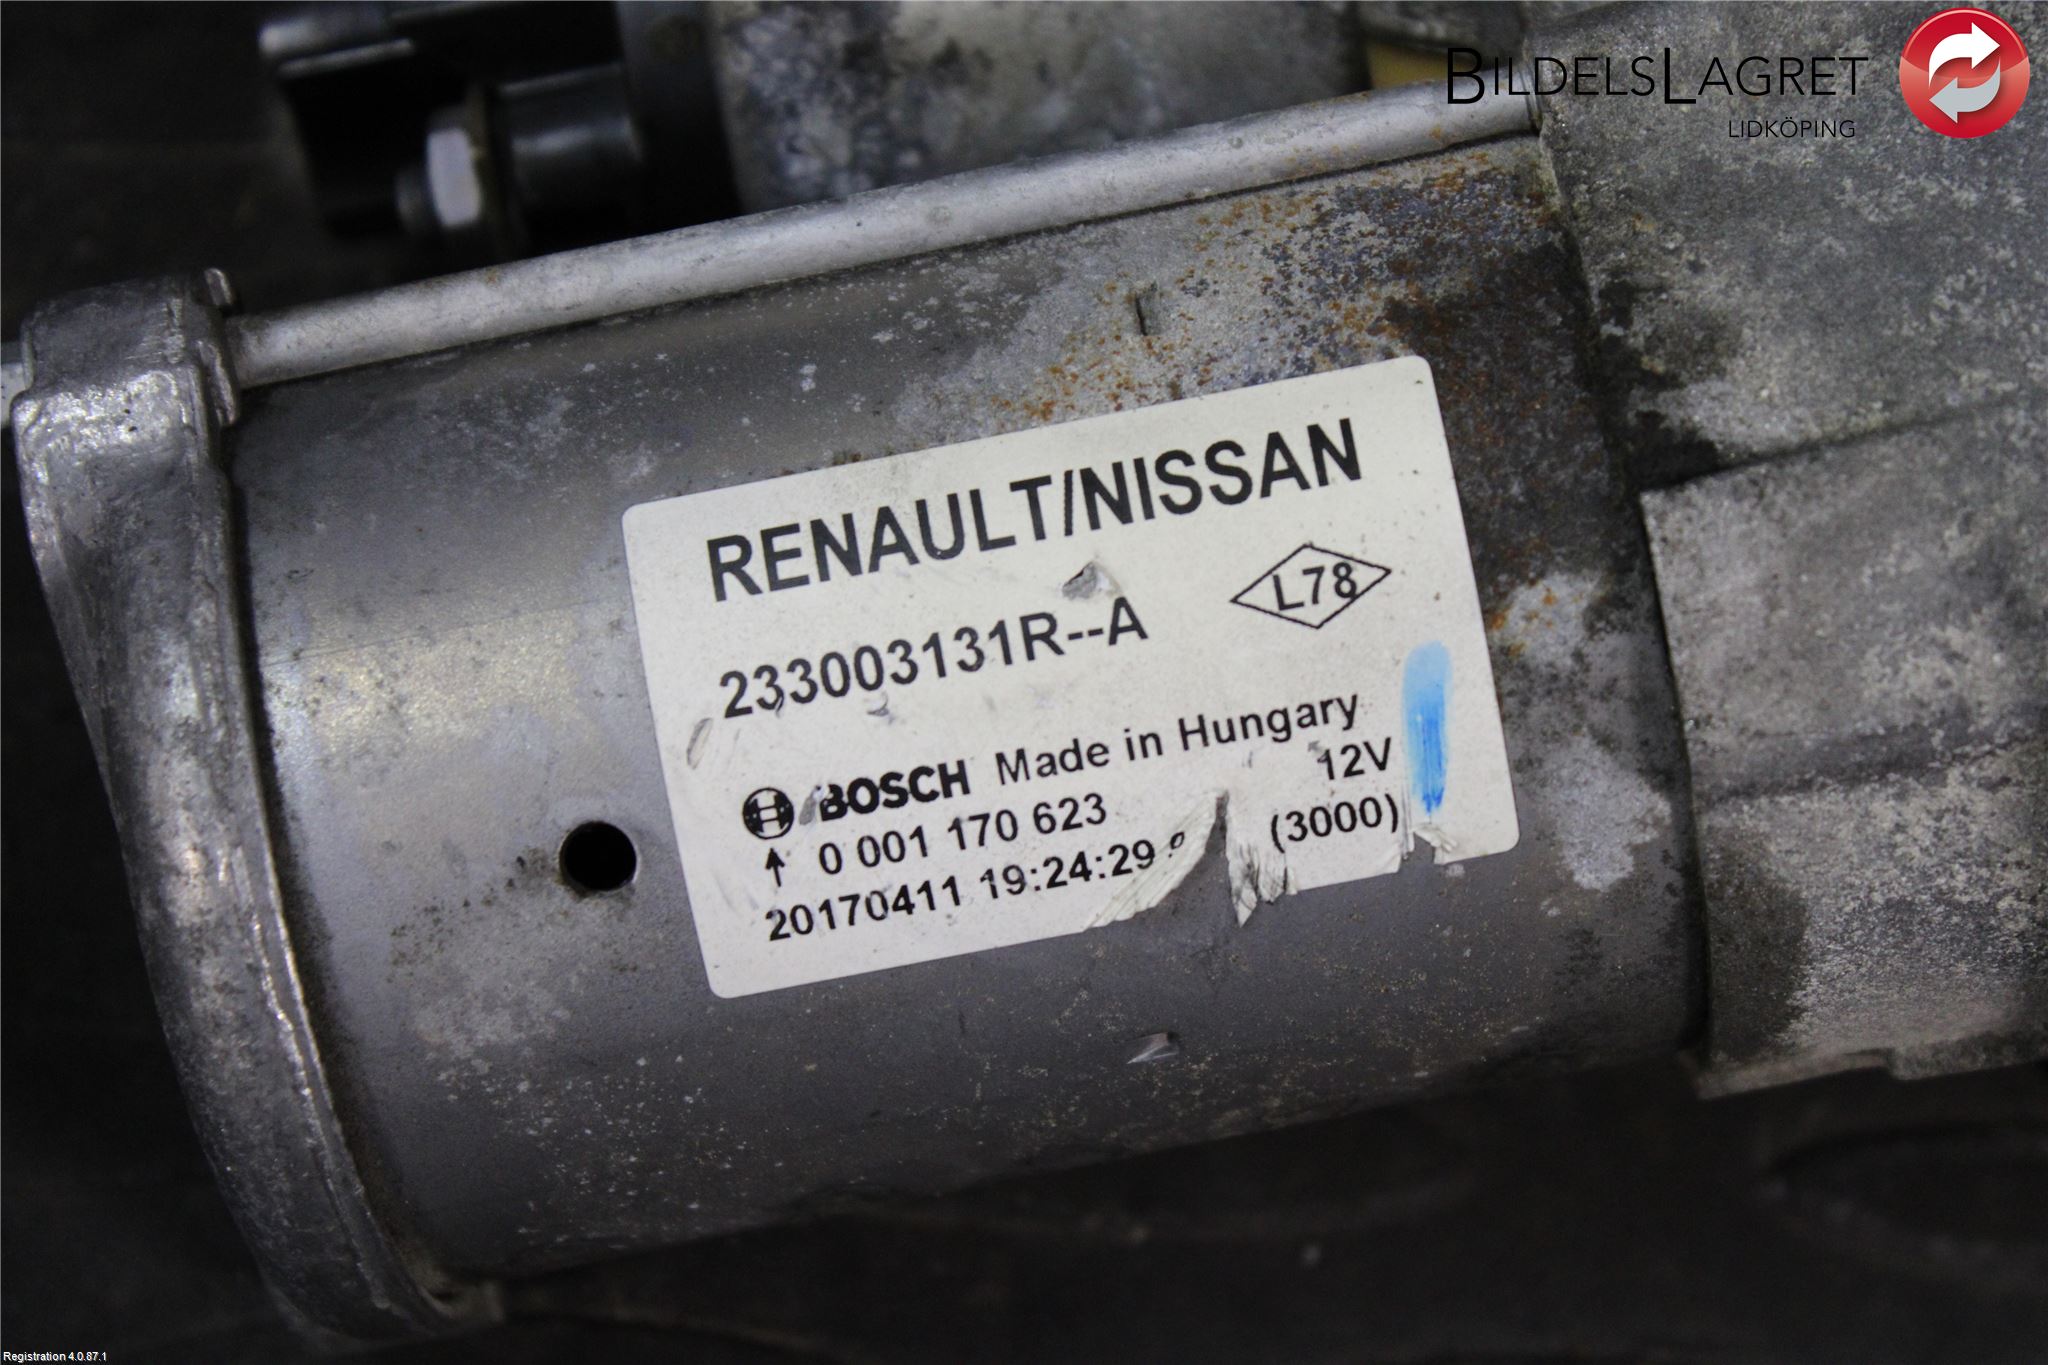 BILDELSLAGRET
LIDKÖPING
RENAULT/NISSAN
L78
233003131R--A
BOSCH Made in Hungary
0 001 170 623 12V
20170411 19:24:29 (3000)
Registration 4.0.87.1